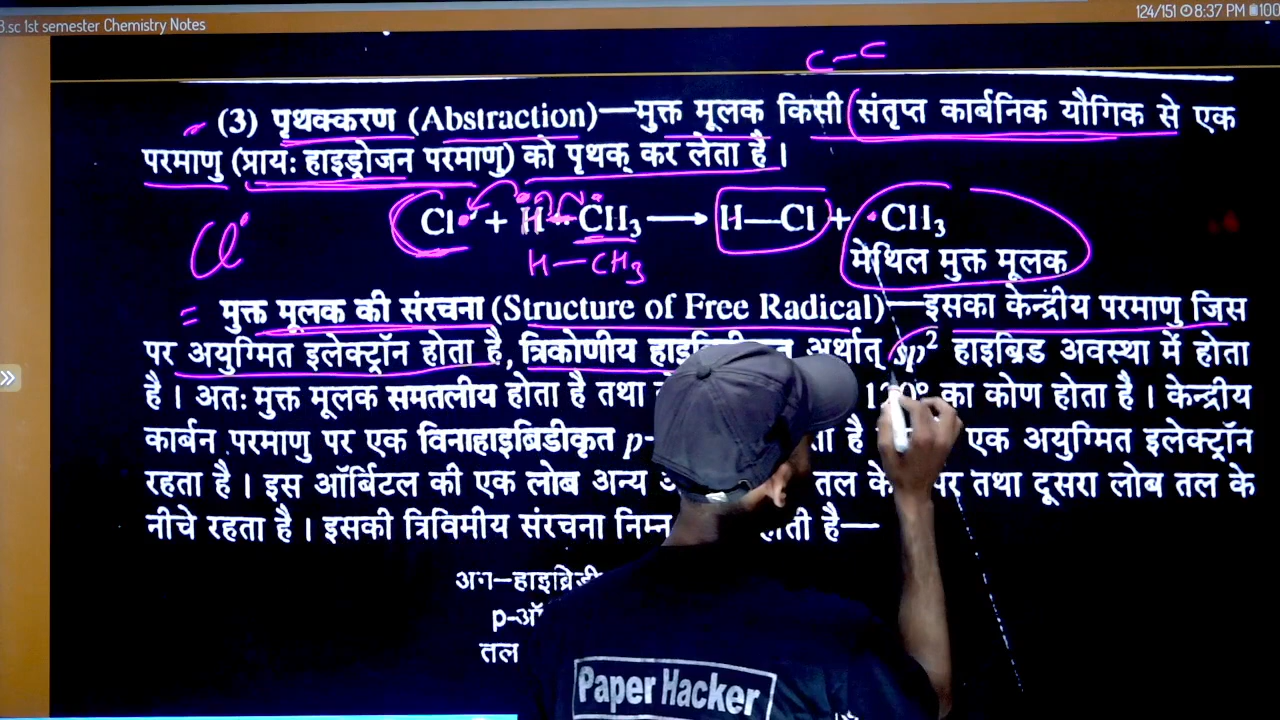 B.sc 1st semester Chemistry Notes
124/151 8:37 PM 100
C-C
(3) पृथक्करण (Abstraction)—मुक्त मूलक किसी संतृप्त कार्बनिक यौगिक से एक
परमाणु (प्रायः हाइड्रोजन परमाणु) को पृथक् कर लेता है।
Cl• + H—CH3 ⟶ H—Cl + •CH3
Cl•
H—CH3
मेथिल मुक्त मूलक
= मुक्त मूलक की संरचना (Structure of Free Radical)—इसका केन्द्रीय परमाणु जिस
पर अयुग्मित इलेक्ट्रॉन होता है, त्रिकोणीय अर्थात् sp² हाइब्रिड अवस्था में होता
है। अतः मुक्त मूलक समतलीय होता है तथा 120° का कोण होता है। केन्द्रीय
कार्बन परमाणु पर एक विनाहाइब्रिडीकृत p- है एक अयुग्मित इलेक्ट्रॉन
रहता है। इस ऑर्बिटल की एक लोब अन्य तल के तथा दूसरा लोब तल के
नीचे रहता है। इसकी त्रिविमीय संरचना निम्न है—
तल
Paper Hacker